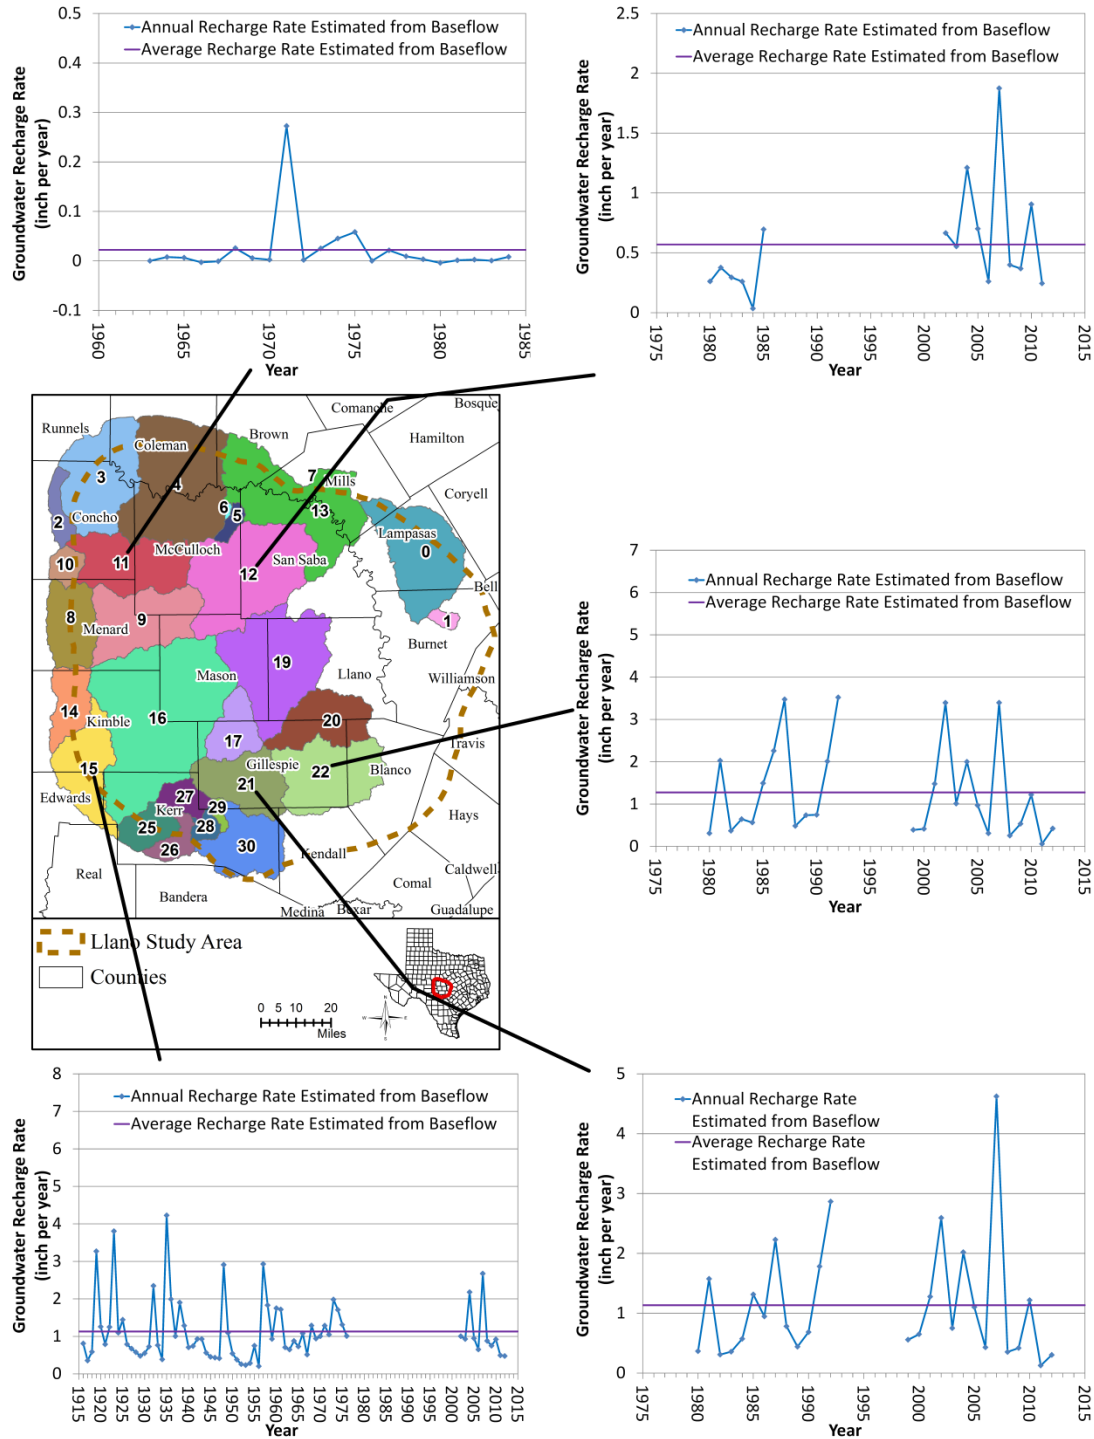 Groundwater Recharge Rate
(inch per year)
0.5
0.4
0.3
0.2
0.1
0
-0.1
Annual Recharge Rate Estimated from Baseflow
Average Recharge Rate Estimated from Baseflow
1960
1965
1970
1975
1980
1985
Year
Groundwater Recharge Rate
(inch per year)
2.5
2
1.5
1
0.5
0
Annual Recharge Rate Estimated from Baseflow
Average Recharge Rate Estimated from Baseflow
1975
1980
1985
1990
1995
2000
2005
2010
2015
Year
Comanche
Bosque
Runnels
Coleman
Brown
Hamilton
3
4
7
Mills
Coryell
2
Concho
6
5
13
Lampasas
0
10
11
McCulloch
12
San Saba
Bell
8
Menard
9
1
Burnet
19
Mason
Llano
Williamson
14
Kimble
16
17
20
Travis
15
Gillespie
22
Blanco
21
Edwards
27
Kerr
29
25
28
Hays
26
30
Kendall
Real
Caldwell
Bandera
Comal
Medina
Bexar
Guadalupe
Llano Study Area
Counties
0 5 10 20
Miles
N
W
E
S
Groundwater Recharge Rate
(inch per year)
7
6
5
4
3
2
1
0
Annual Recharge Rate Estimated from Baseflow
Average Recharge Rate Estimated from Baseflow
1975
1980
1985
1990
1995
2000
2005
2010
2015
Year
Groundwater Recharge Rate
(inch per year)
8
7
6
5
4
3
2
1
0
Annual Recharge Rate Estimated from Baseflow
Average Recharge Rate Estimated from Baseflow
1915
1920
1925
1930
1935
1940
1945
1950
1955
1960
1965
1970
1975
1980
1985
1990
1995
2000
2005
2010
2015
Year
Groundwater Recharge Rate
(inch per year)
5
4
3
2
1
0
Annual Recharge Rate
Estimated from Baseflow
Average Recharge Rate
Estimated from Baseflow
1975
1980
1985
1990
1995
2000
2005
2010
2015
Year